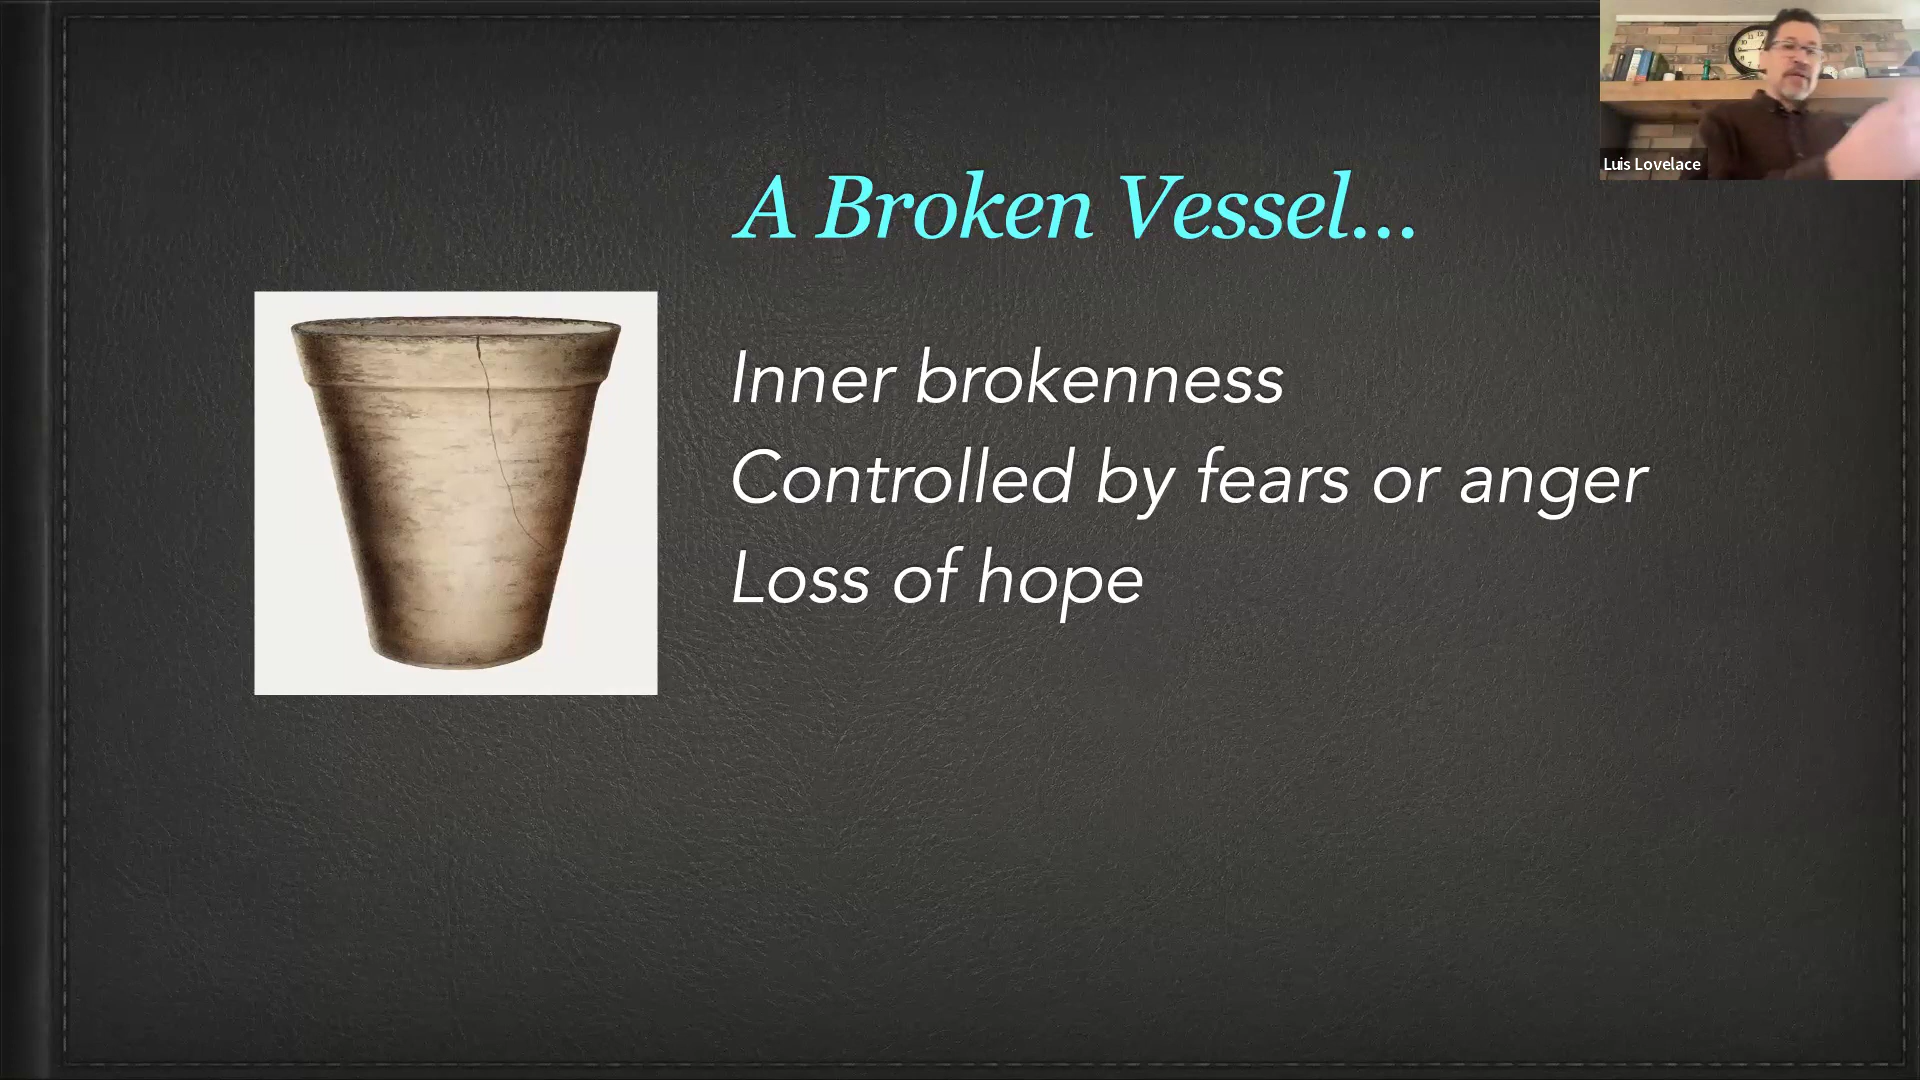 A Broken Vessel...
Inner brokenness
Controlled by fears or anger
Loss of hope
Luis Lovelace